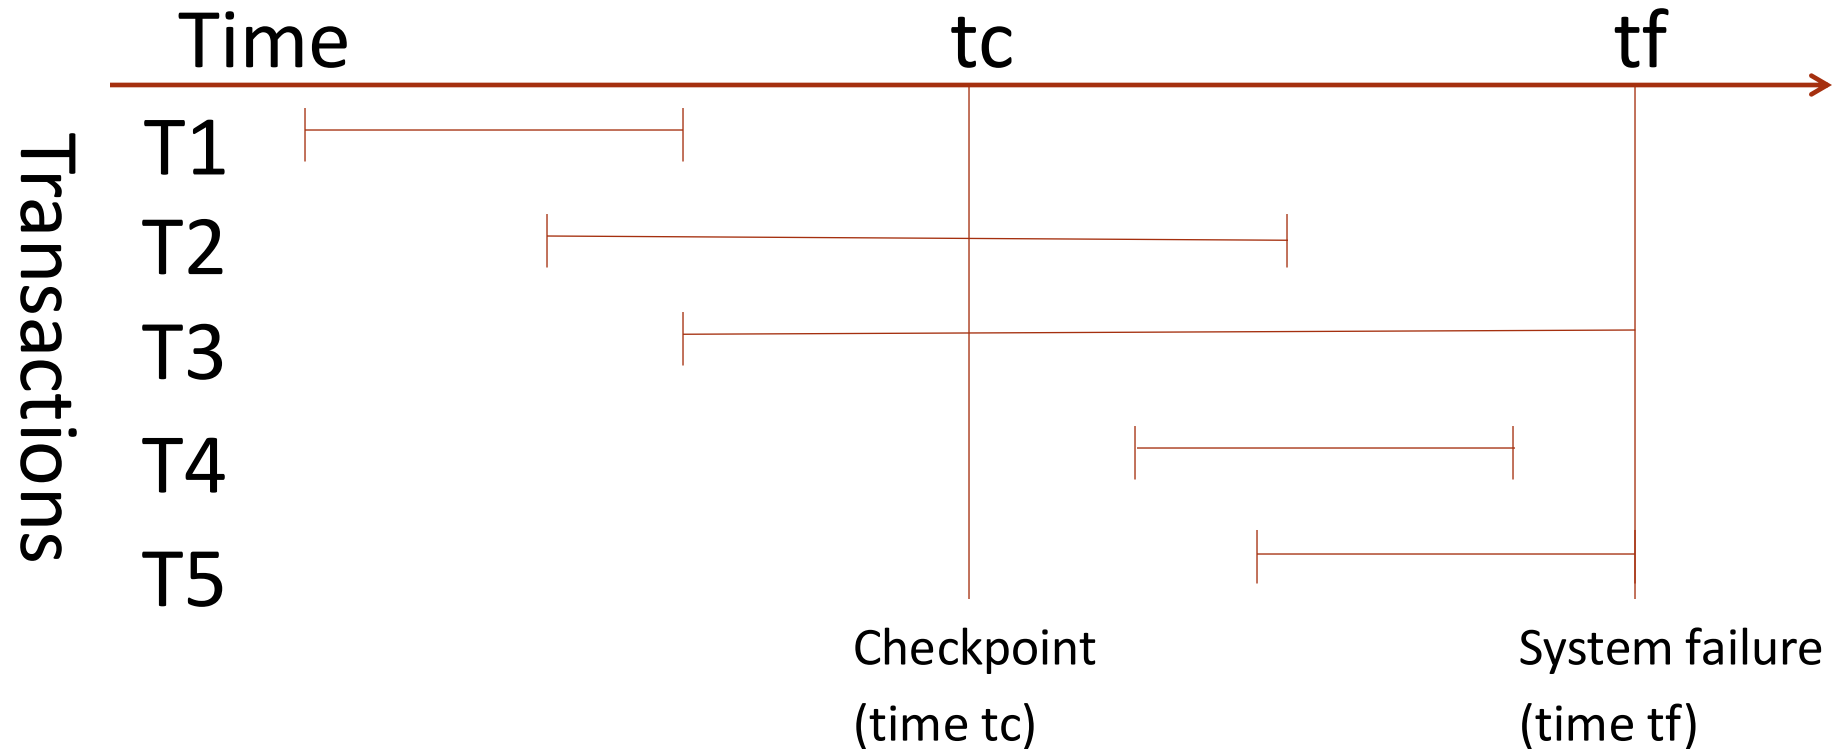 Time tc tf
Transactions
T1
T2
T3
T4
T5
Checkpoint
(time tc)
System failure
(time tf)